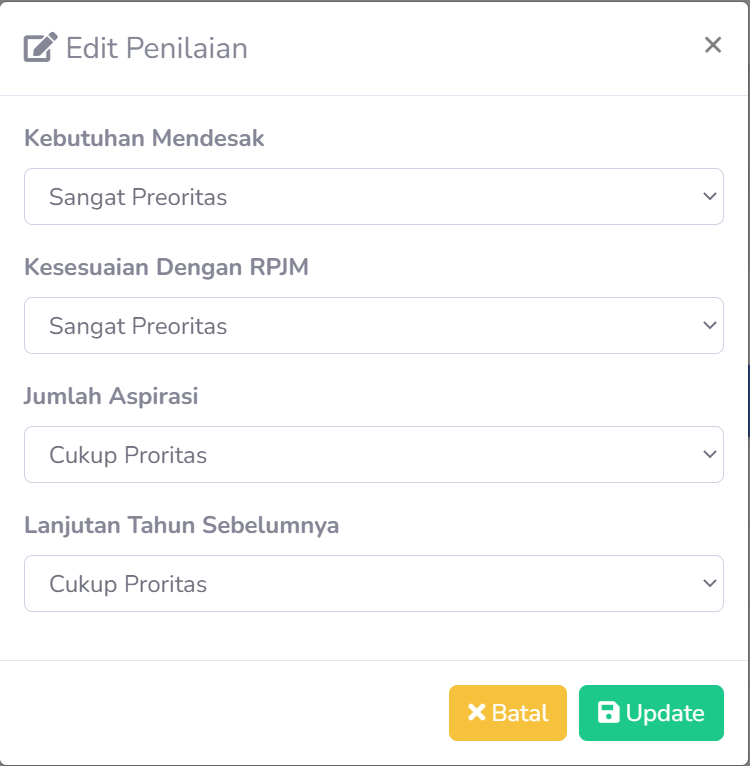 Edit Penilaian
Kebutuhan Mendesak
Sangat Preoritas
Kesesuaian Dengan RPJM
Sangat Preoritas
Jumlah Aspirasi
Cukup Proritas
Lanjutan Tahun Sebelumnya
Cukup Proritas
Batal Update